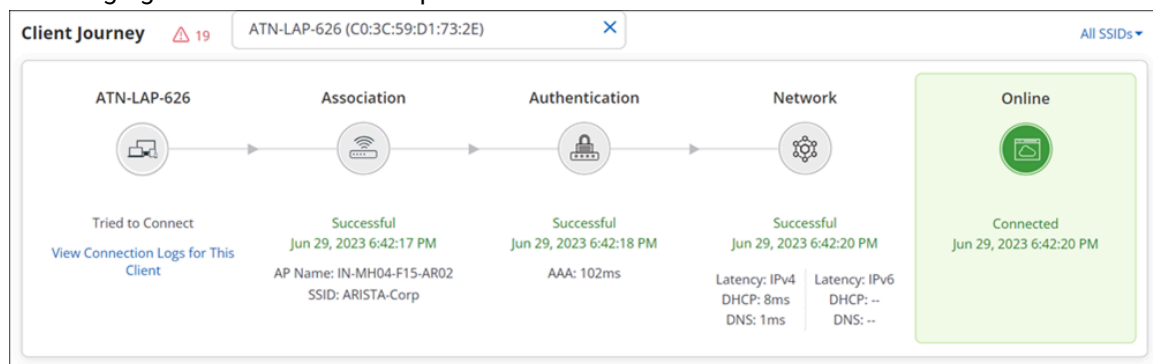 Client Journey 19 ATN-LAP-626 (C0:3C:59:D1:73:2E) All SSIDs
ATN-LAP-626 Association Authentication Network Online
Tried to Connect
View Connection Logs for This
Client
Successful
Jun 29, 2023 6:42:17 PM
AP Name: IN-MH04-F15-AR02
SSID: ARISTA-Corp
Successful
Jun 29, 2023 6:42:18 PM
AAA: 102ms
Successful
Jun 29, 2023 6:42:20 PM
Latency: IPv4
DHCP: 8ms
DNS: 1ms
Latency: IPv6
DHCP: --
DNS: --
Connected
Jun 29, 2023 6:42:20 PM